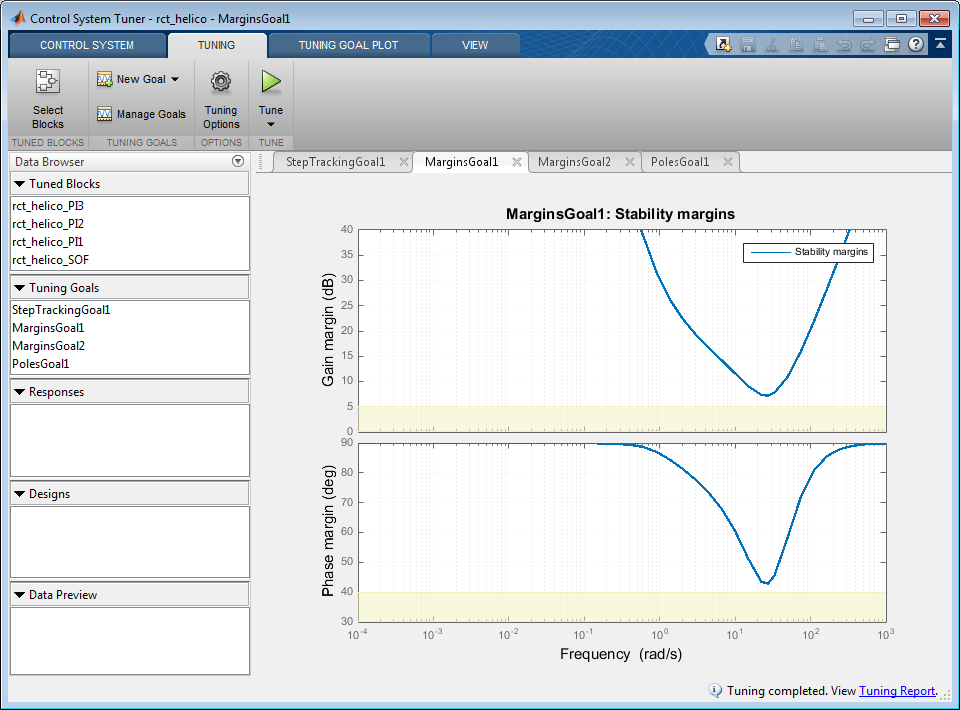 Control System Tuner - rct_helico - MarginsGoal1
CONTROL SYSTEM TUNING TUNING GOAL PLOT VIEW
Select Blocks
New Goal
Manage Goals
Tuning Options
Tune
TUNED BLOCKS TUNING GOALS OPTIONS TUNE
Data Browser
Tuned Blocks
rct_helico_PI3
rct_helico_PI2
rct_helico_PI1
rct_helico_SOF
Tuning Goals
StepTrackingGoal1
MarginsGoal1
MarginsGoal2
PolesGoal1
Responses
Designs
Data Preview
StepTrackingGoal1 MarginsGoal1 MarginsGoal2 PolesGoal1
MarginsGoal1: Stability margins
Stability margins
Gain margin (dB)
40
35
30
25
20
15
10
5
0
Phase margin (deg)
90
80
70
60
50
40
30
10^-4 10^-3 10^-2 10^-1 10^0 10^1 10^2 10^3
Frequency (rad/s)
Tuning completed. View Tuning Report.